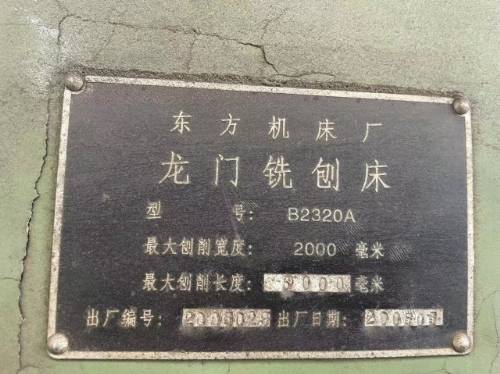 东方机床厂
龙门铣刨床
型 号: B2320A
最大刨削宽度: 2000 毫米
最大刨削长度: 毫米
出厂编号: 出厂日期: